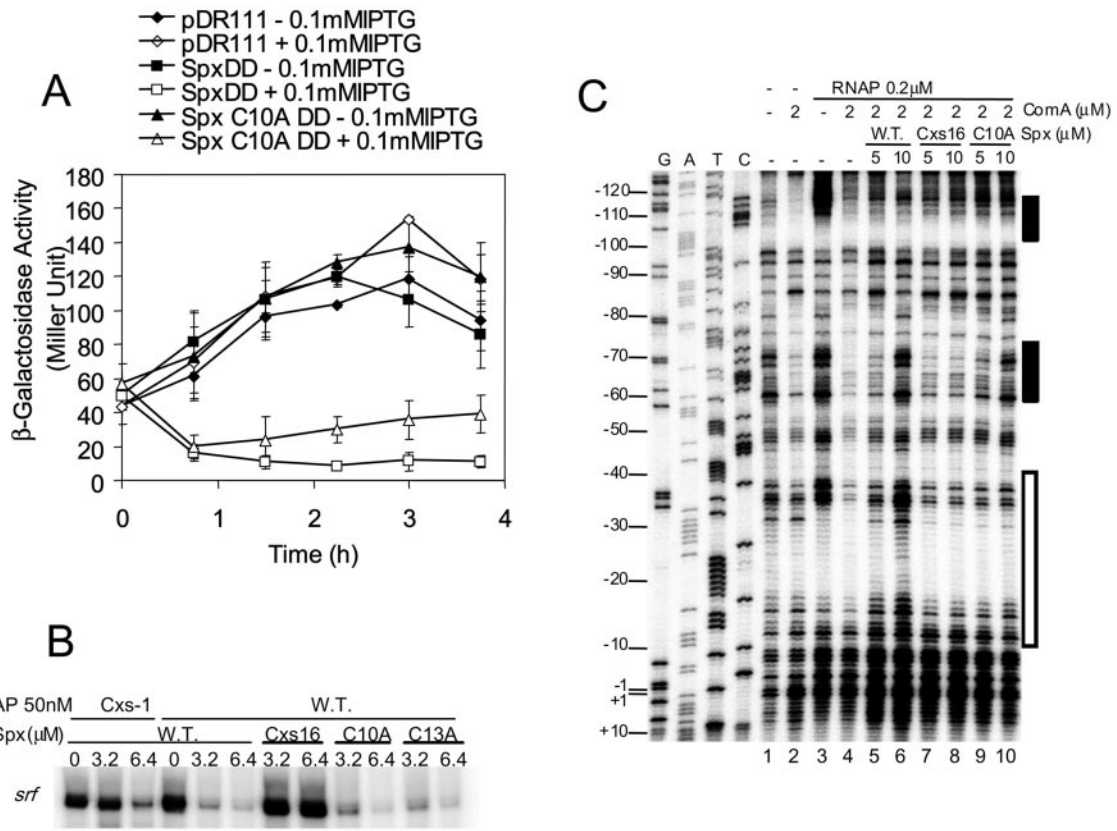 pDR111 - 0.1mMIPTG
pDR111 + 0.1mMIPTG
SpxDD - 0.1mMIPTG
SpxDD + 0.1mMIPTG
Spx C10A DD - 0.1mMIPTG
Spx C10A DD + 0.1mMIPTG
A
β-Galactosidase Activity
(Miller Unit)
180
160
140
120
100
80
60
40
20
0
0 1 2 3 4
Time (h)
B
AP 50nM Cxs-1 W.T.
Spx(μM) W.T. Cxs16 C10A C13A
0 3.2 6.4 0 3.2 6.4 3.2 6.4 3.2 6.4 3.2 6.4
srf
C
RNAP 0.2μM
- - 
- 2 - 2 2 2 2 2 2 2 ComA (μM)
W.T. Cxs16 C10A Spx (μM)
G A T C - - - - 5 10 5 10 5 10
-120
-110
-100
-90
-80
-70
-60
-50
-40
-30
-20
-10
-1
+1
+10
1 2 3 4 5 6 7 8 9 10